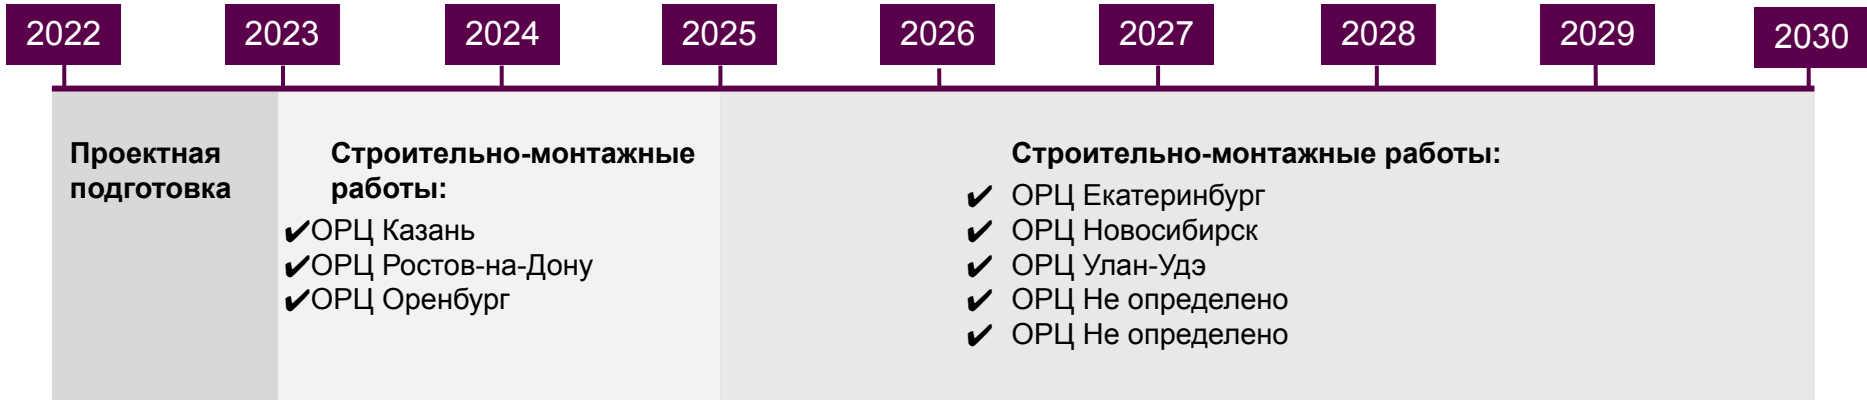 2022 2023 2024 2025 2026 2027 2028 2029 2030
Проектная
подготовка
Строительно-монтажные
работы:
✔ОРЦ Казань
✔ОРЦ Ростов-на-Дону
✔ОРЦ Оренбург
Строительно-монтажные работы:
✔ ОРЦ Екатеринбург
✔ ОРЦ Новосибирск
✔ ОРЦ Улан-Удэ
✔ ОРЦ Не определено
✔ ОРЦ Не определено